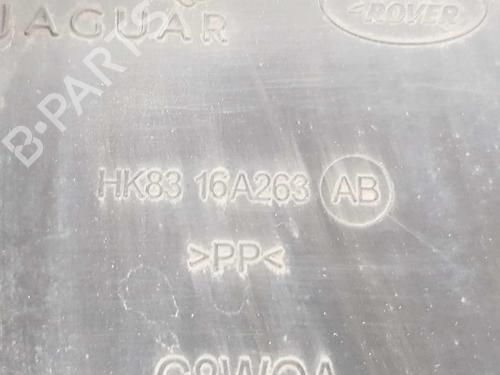 JAGUAR
ROVER
HK83 16A263 AB
>PP<
B-PARTS